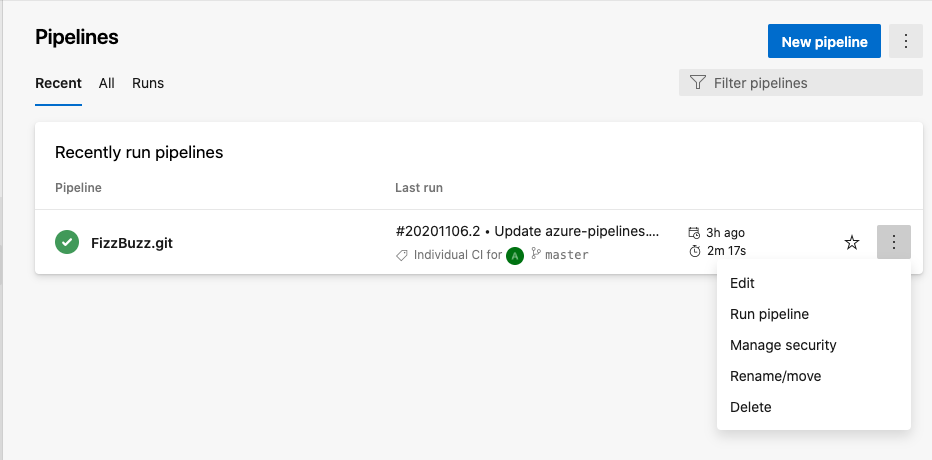 Pipelines
New pipeline
Recent All Runs
Filter pipelines
Recently run pipelines
Pipeline Last run
FizzBuzz.git
#20201106.2 • Update azure-pipelines....
Individual CI for A master
3h ago
2m 17s
Edit
Run pipeline
Manage security
Rename/move
Delete